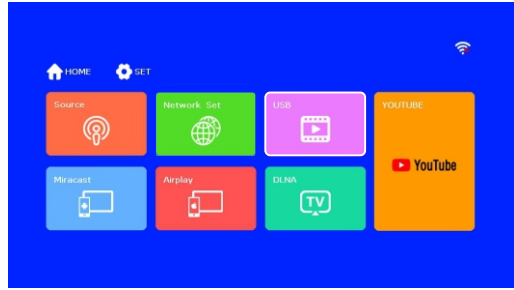 HOME SET
Source
Network Set
USB
YOUTUBE
YouTube
Miracast
Airplay
DLNA
TV